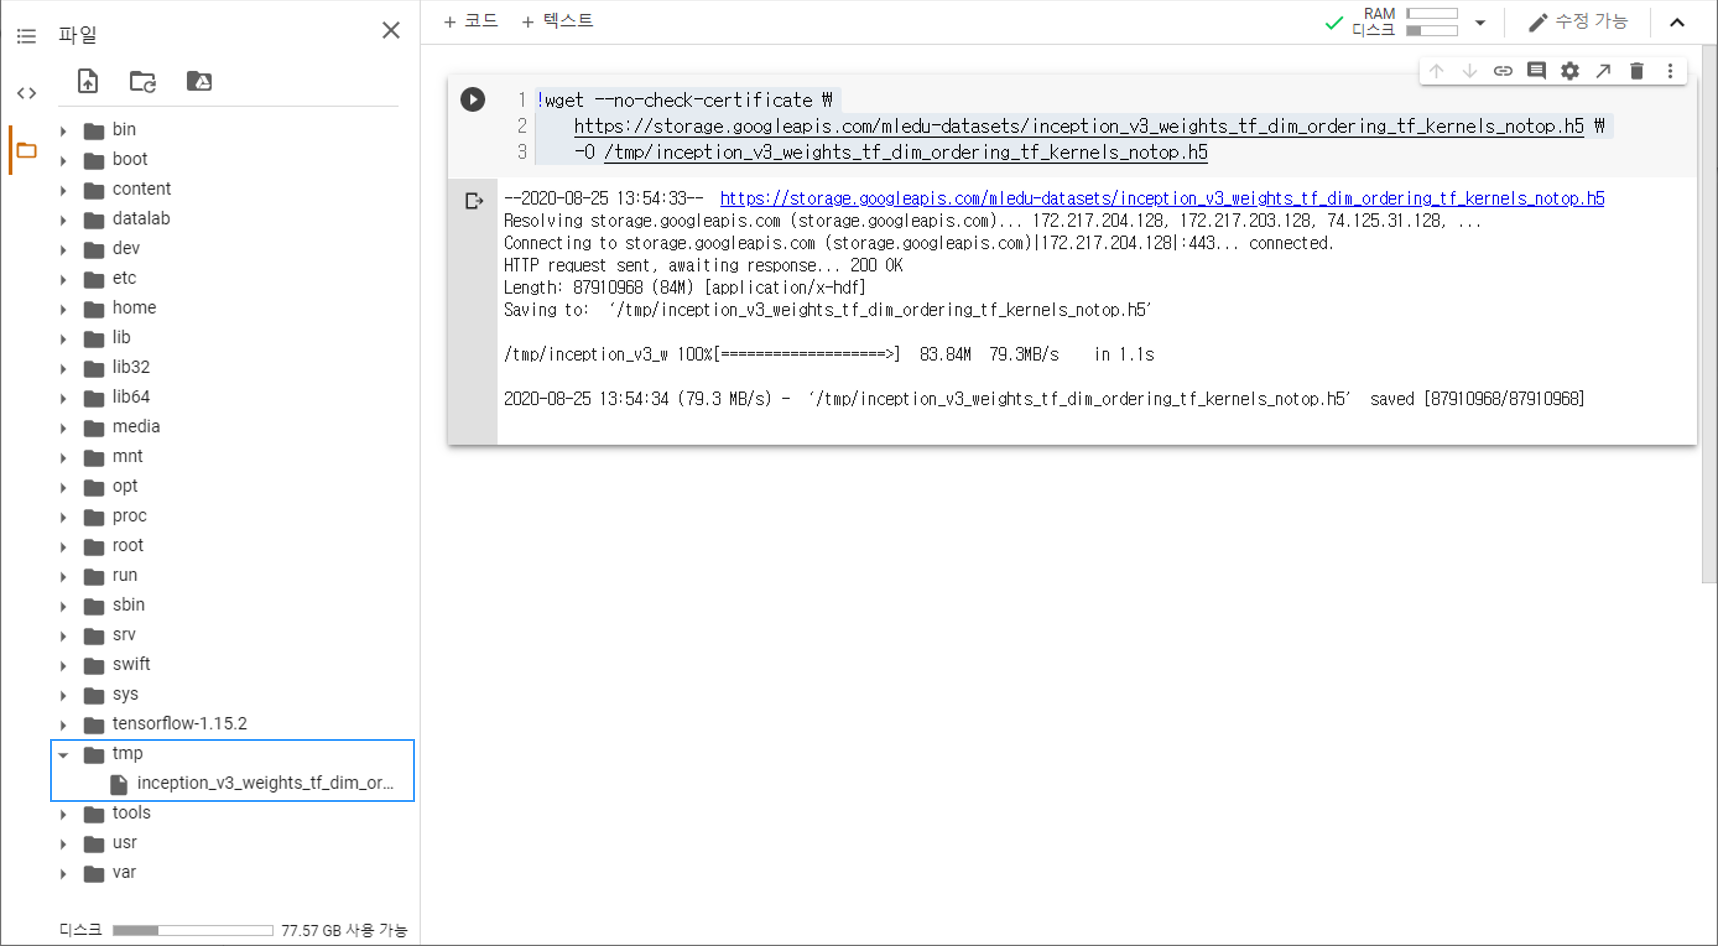 파일
bin
boot
content
datalab
dev
etc
home
lib
lib32
lib64
media
mnt
opt
proc
root
run
sbin
srv
swift
sys
tensorflow-1.15.2
tmp
inception_v3_weights_tf_dim_or...
tools
usr
var
디스크 77.57 GB 사용 가능
+ 코드 + 텍스트
RAM
디스크
수정 가능
1 !wget --no-check-certificate ₩
2 https://storage.googleapis.com/mledu-datasets/inception_v3_weights_tf_dim_ordering_tf_kernels_notop.h5 ₩
3 -O /tmp/inception_v3_weights_tf_dim_ordering_tf_kernels_notop.h5
--2020-08-25 13:54:33-- https://storage.googleapis.com/mledu-datasets/inception_v3_weights_tf_dim_ordering_tf_kernels_notop.h5
Resolving storage.googleapis.com (storage.googleapis.com)... 172.217.204.128, 172.217.203.128, 74.125.31.128, ...
Connecting to storage.googleapis.com (storage.googleapis.com)|172.217.204.128|:443... connected.
HTTP request sent, awaiting response... 200 OK
Length: 87910968 (84M) [application/x-hdf]
Saving to: ‘/tmp/inception_v3_weights_tf_dim_ordering_tf_kernels_notop.h5’
/tmp/inception_v3_w 100%[===================>] 83.84M 79.3MB/s in 1.1s
2020-08-25 13:54:34 (79.3 MB/s) - ‘/tmp/inception_v3_weights_tf_dim_ordering_tf_kernels_notop.h5’ saved [87910968/87910968]